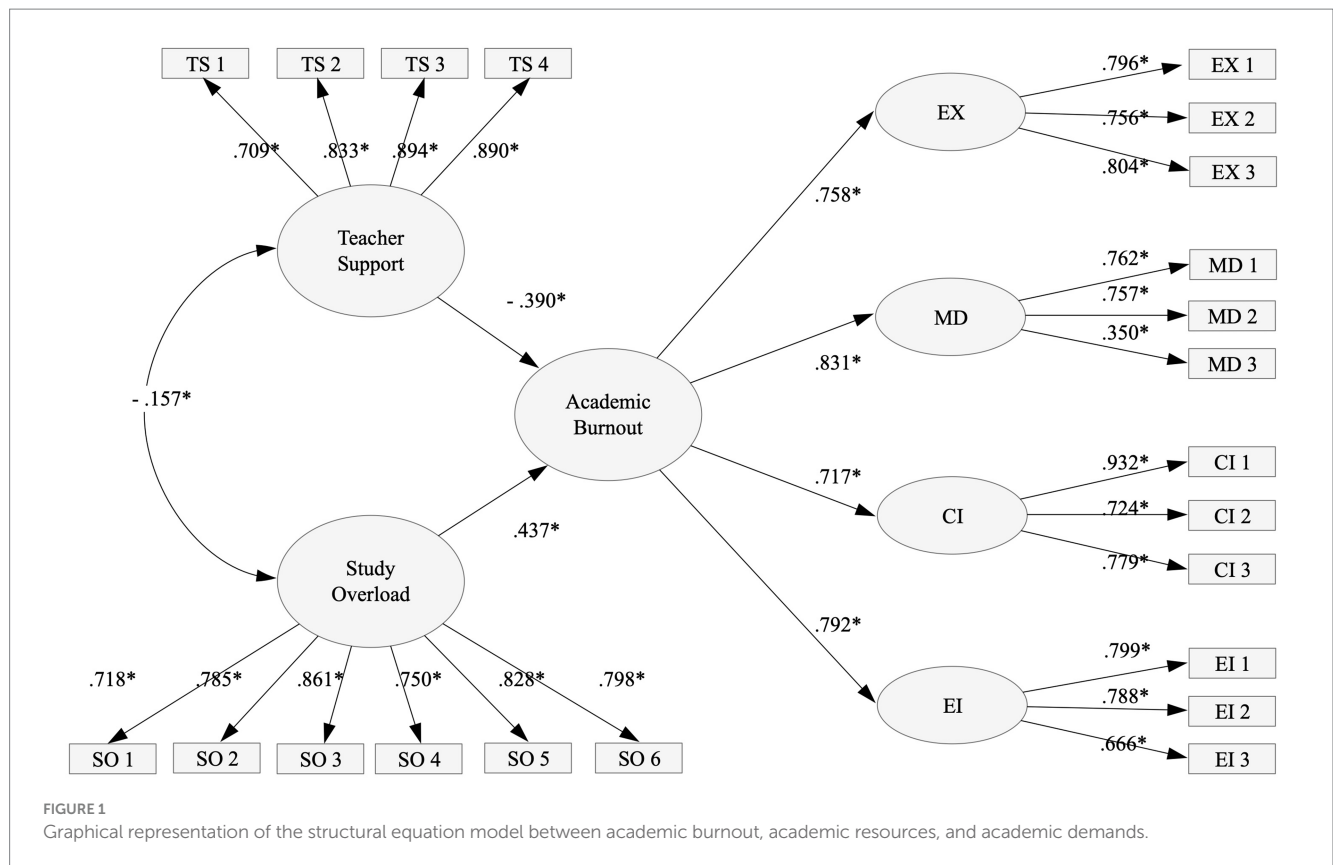 TS 1
TS 2
TS 3
TS 4
.709*
.833*
.894*
.890*
Teacher
Support
- .157*
- .390*
.437*
Study
Overload
.718*
.785*
.861*
.750*
.828*
.798*
SO 1
SO 2
SO 3
SO 4
SO 5
SO 6
Academic
Burnout
.758*
.831*
.717*
.792*
EX
.796*
EX 1
.756*
EX 2
.804*
EX 3
MD
.762*
MD 1
.757*
MD 2
.350*
MD 3
CI
.932*
CI 1
.724*
CI 2
.779*
CI 3
EI
.799*
EI 1
.788*
EI 2
.666*
EI 3
FIGURE 1
Graphical representation of the structural equation model between academic burnout, academic resources, and academic demands.